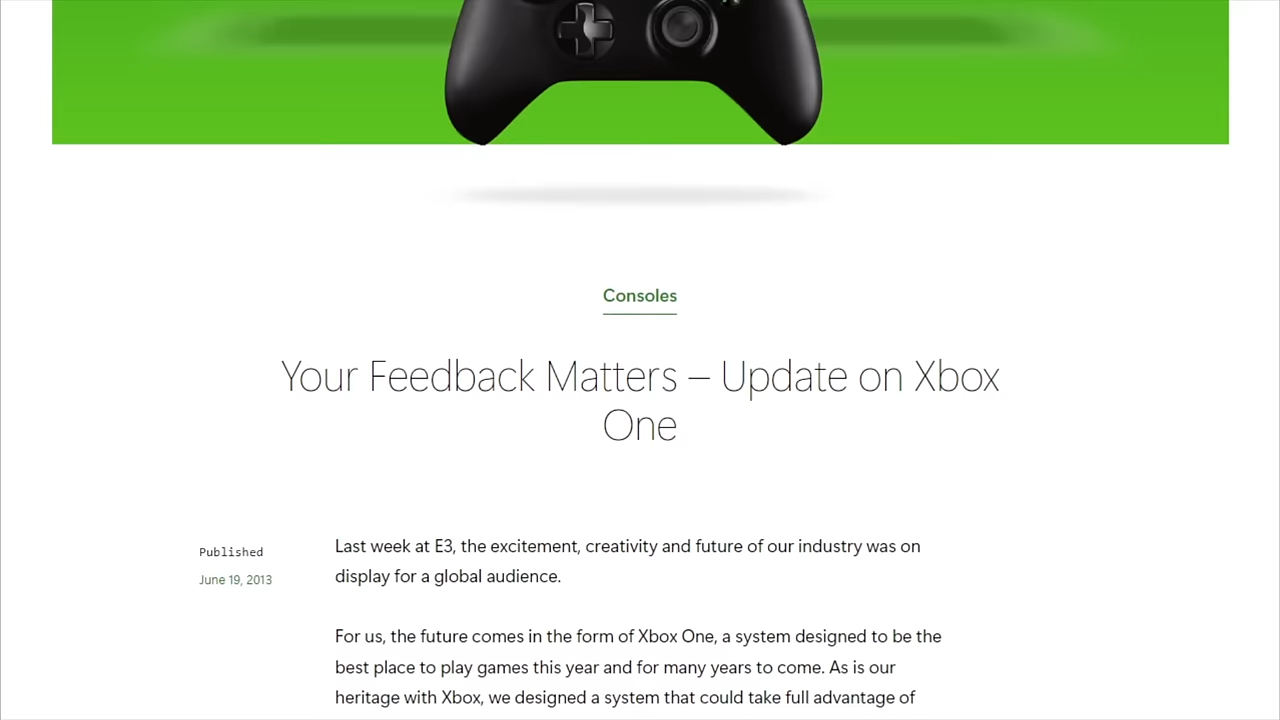 Consoles
Your Feedback Matters – Update on Xbox
One
Published
June 19, 2013
Last week at E3, the excitement, creativity and future of our industry was on
display for a global audience.
For us, the future comes in the form of Xbox One, a system designed to be the
best place to play games this year and for many years to come. As is our
heritage with Xbox, we designed a system that could take full advantage of